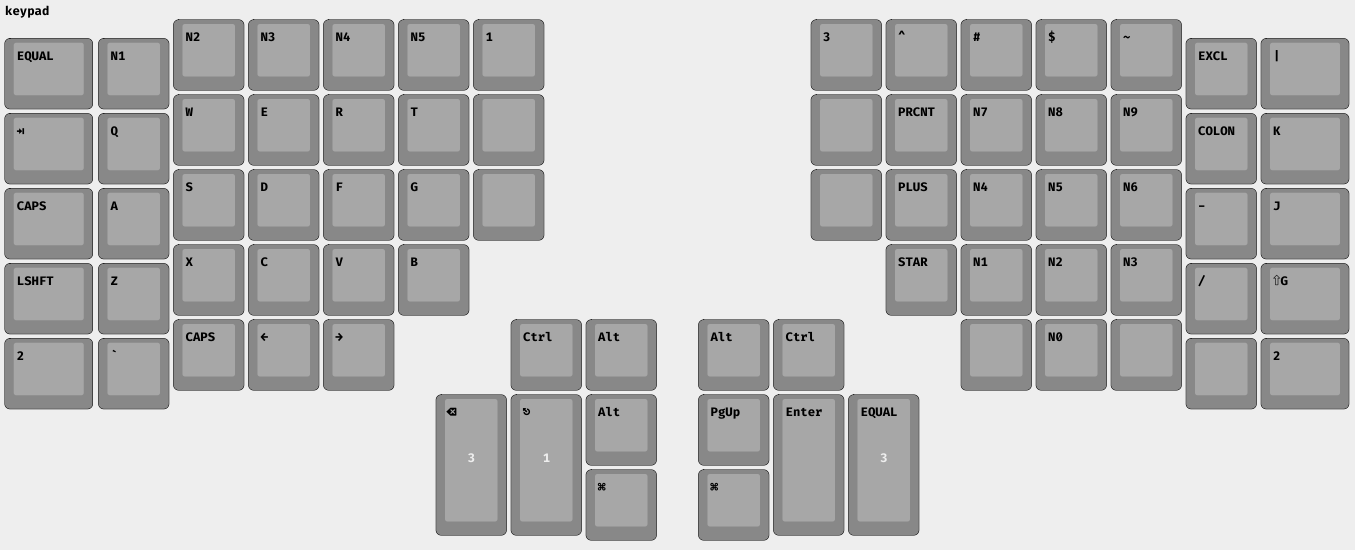 keypad
EQUAL N1 N2 N3 N4 N5 1 3 ^ # $ ~ EXCL |
⇥ Q W E R T PRCNT N7 N8 N9 COLON K
CAPS A S D F G PLUS N4 N5 N6 - J
LSHFT Z X C V B STAR N1 N2 N3 / ⇧G
2 ` CAPS ← → Ctrl Alt Alt Ctrl N0 2
⌫ ⎋ Alt PgUp Enter EQUAL
3 1 3
⌘ ⌘